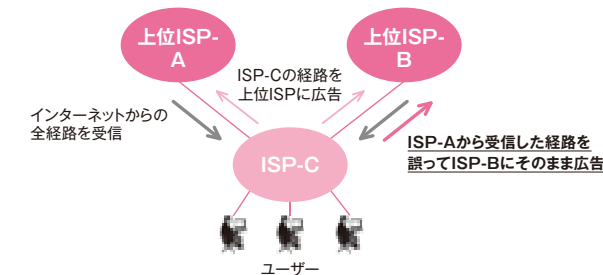 上位ISP-
A
上位ISP-
B
ISP-Cの経路を
上位ISPに広告
インターネットからの
全経路を受信
ISP-Aから受信した経路を
誤ってISP-Bにそのまま広告
ISP-C
ユーザー